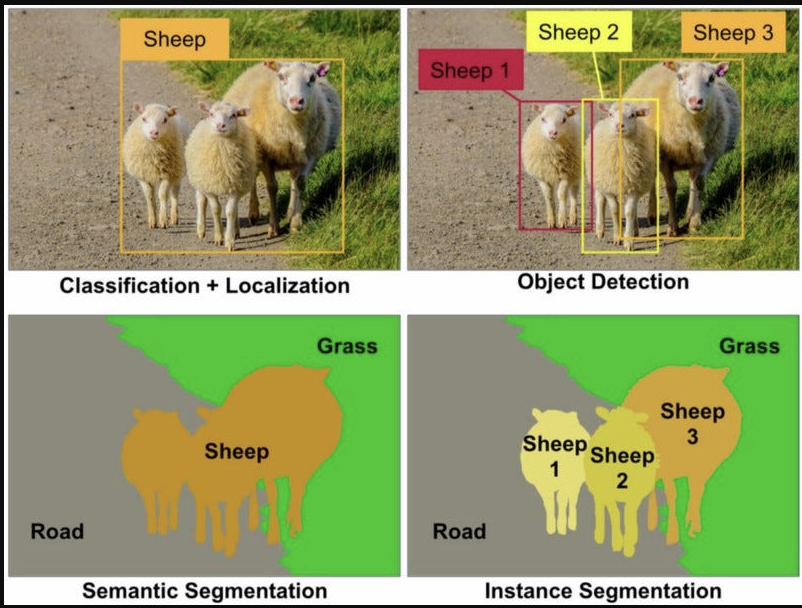 Sheep
Sheep 1
Sheep 2
Sheep 3
Classification + Localization
Object Detection
Grass
Sheep
Road
Grass
Sheep
1
Sheep
2
Sheep
3
Road
Semantic Segmentation
Instance Segmentation